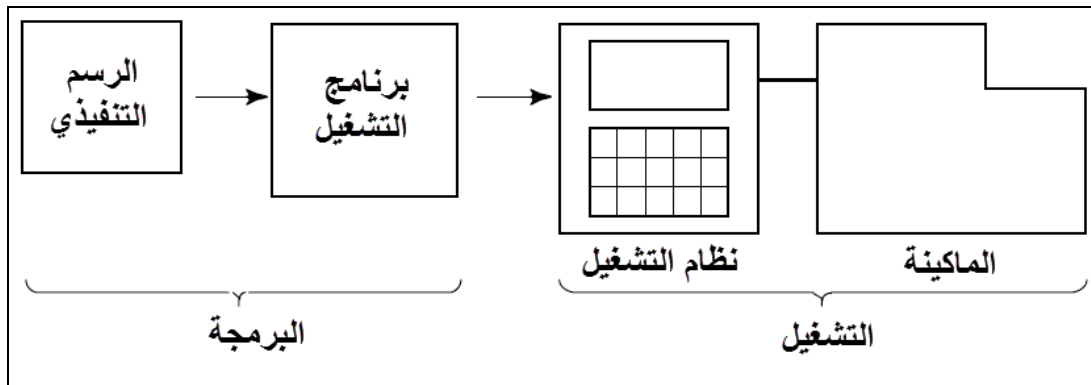 الرسم
التنفيذي
برنامج
التشغيل
نظام التشغيل
الماكينة
البرمجة
التشغيل